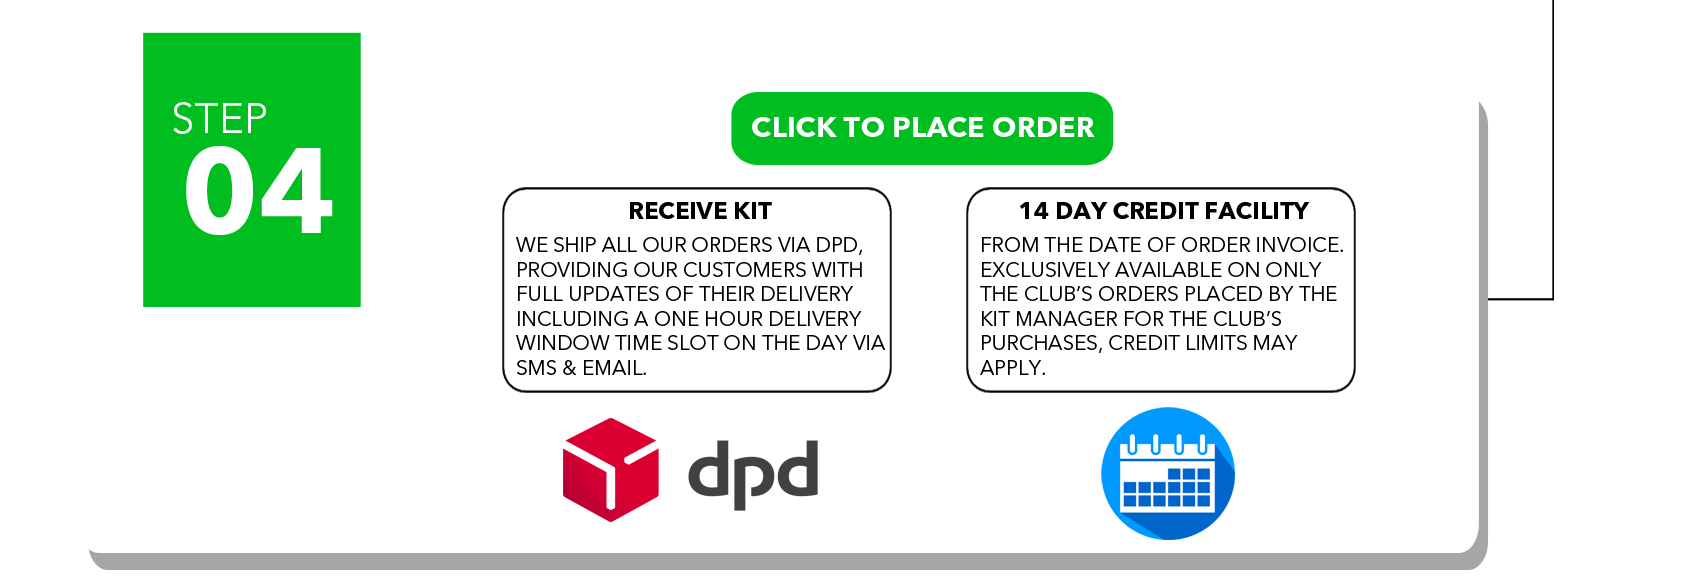 STEP
04
CLICK TO PLACE ORDER
RECEIVE KIT
WE SHIP ALL OUR ORDERS VIA DPD,
PROVIDING OUR CUSTOMERS WITH
FULL UPDATES OF THEIR DELIVERY
INCLUDING A ONE HOUR DELIVERY
WINDOW TIME SLOT ON THE DAY VIA
SMS & EMAIL.
14 DAY CREDIT FACILITY
FROM THE DATE OF ORDER INVOICE.
EXCLUSIVELY AVAILABLE ON ONLY
THE CLUB’S ORDERS PLACED BY THE
KIT MANAGER FOR THE CLUB’S
PURCHASES, CREDIT LIMITS MAY
APPLY.
dpd